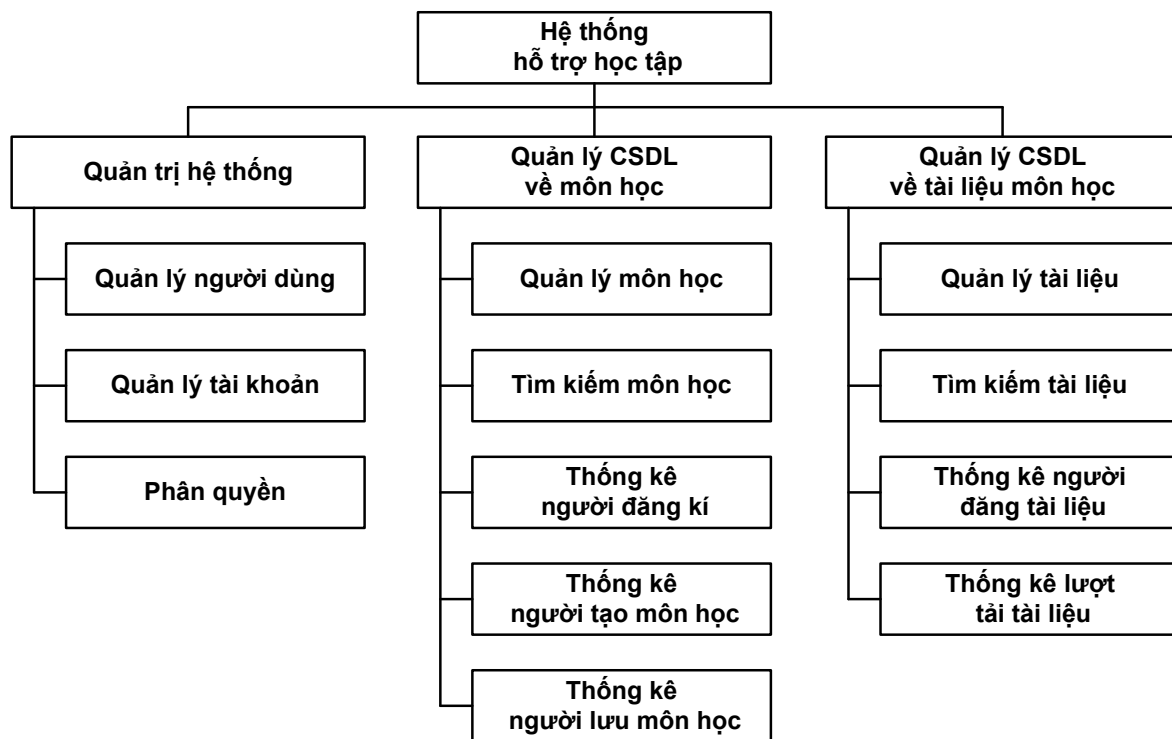 Hệ thống
hỗ trợ học tập
Quản trị hệ thống
Quản lý CSDL
về môn học
Quản lý CSDL
về tài liệu môn học
Quản lý người dùng
Quản lý môn học
Quản lý tài liệu
Quản lý tài khoản
Tìm kiếm môn học
Tìm kiếm tài liệu
Phân quyền
Thống kê
người đăng kí
Thống kê người
đăng tài liệu
Thống kê
người tạo môn học
Thống kê lượt
tải tài liệu
Thống kê
người lưu môn học